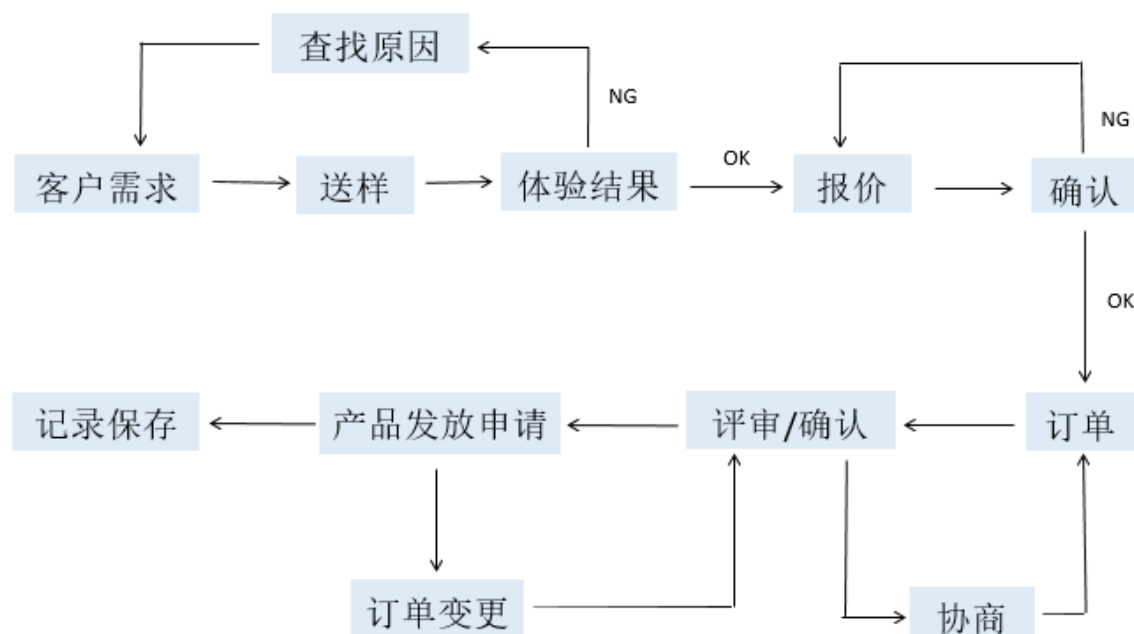 查找原因
NG
NG
客户需求
送样
体验结果
OK
报价
确认
OK
记录保存
产品发放申请
评审/确认
订单
订单变更
协商